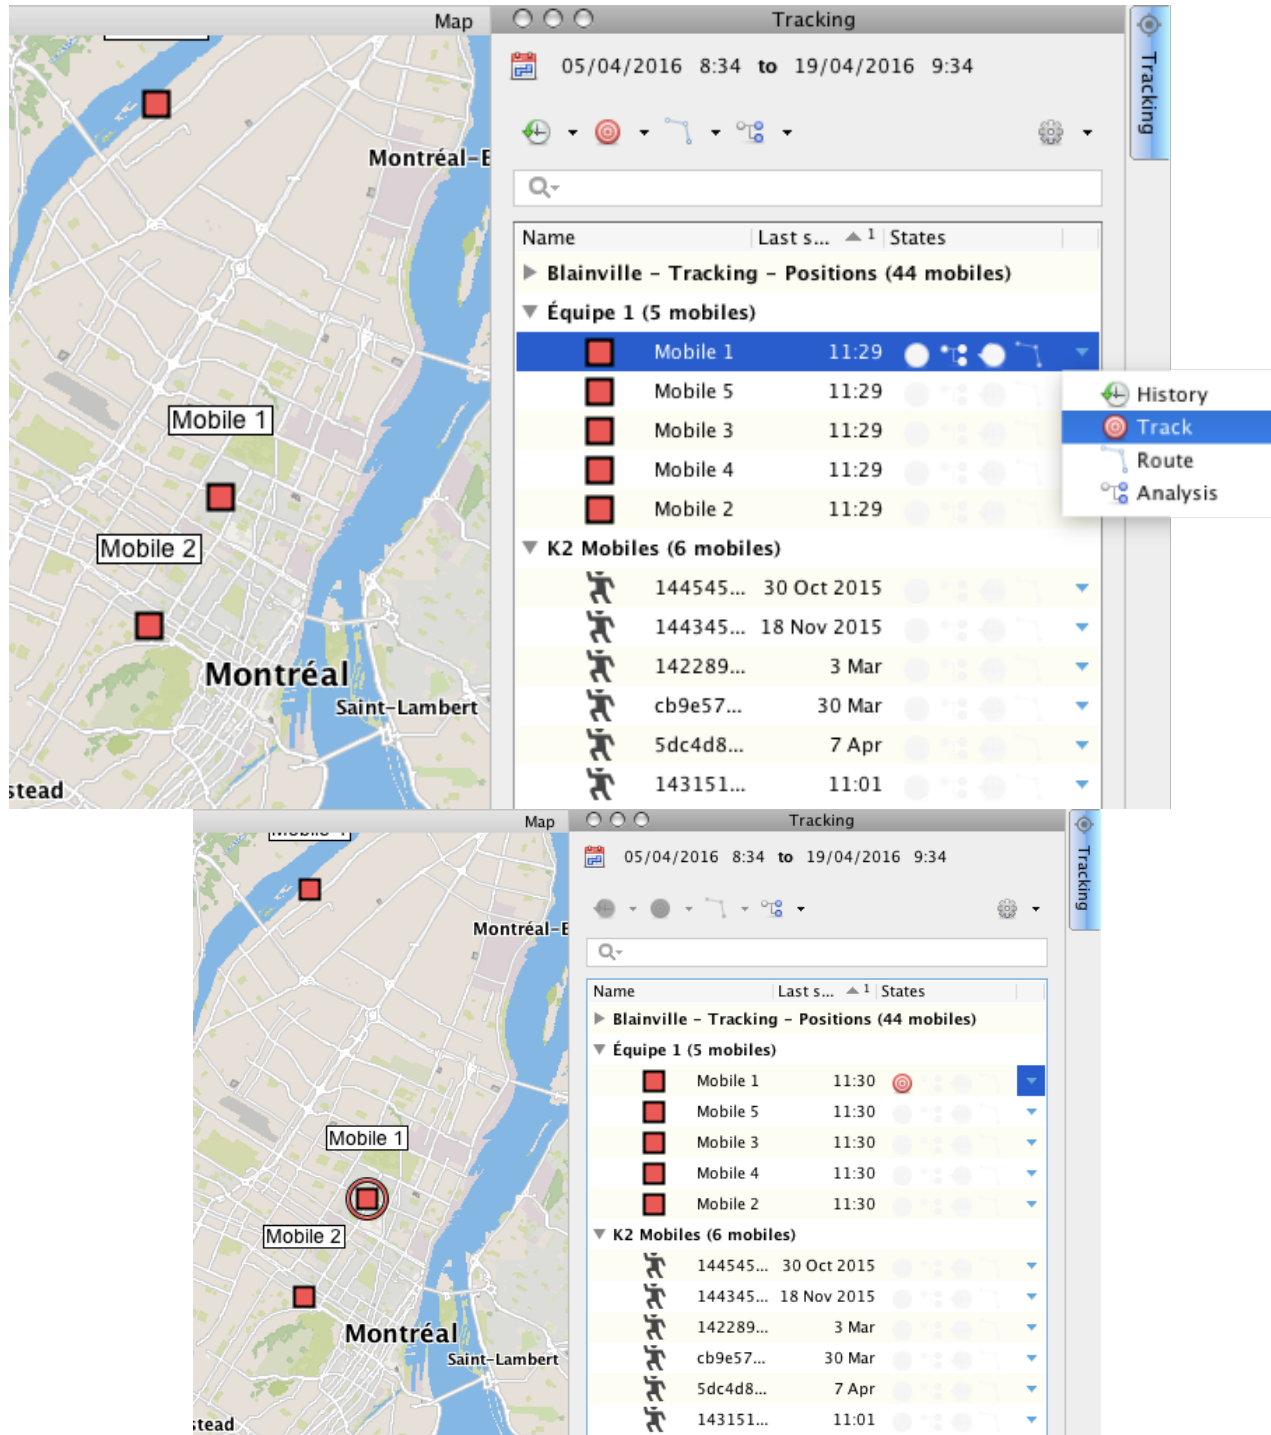 Map
Tracking
Tracking
05/04/2016 8:34 to 19/04/2016 9:34
Montréal-E
Mobile 1
Mobile 2
Montréal
Saint-Lambert
stead
Name Last s... 1 States
Blainville - Tracking - Positions (44 mobiles)
Équipe 1 (5 mobiles)
Mobile 1 11:29
Mobile 5 11:29
Mobile 3 11:29
Mobile 4 11:29
Mobile 2 11:29
History
Track
Route
Analysis
K2 Mobiles (6 mobiles)
144545... 30 Oct 2015
144345... 18 Nov 2015
142289... 3 Mar
cb9e57... 30 Mar
5dc4d8... 7 Apr
143151... 11:01
Map
Tracking
Tracking
05/04/2016 8:34 to 19/04/2016 9:34
Montréal-E
Mobile 1
Mobile 2
Montréal
Saint-Lambert
stead
Name Last s... 1 States
Blainville - Tracking - Positions (44 mobiles)
Équipe 1 (5 mobiles)
Mobile 1 11:30
Mobile 5 11:30
Mobile 3 11:30
Mobile 4 11:30
Mobile 2 11:30
K2 Mobiles (6 mobiles)
144545... 30 Oct 2015
144345... 18 Nov 2015
142289... 3 Mar
cb9e57... 30 Mar
5dc4d8... 7 Apr
143151... 11:01